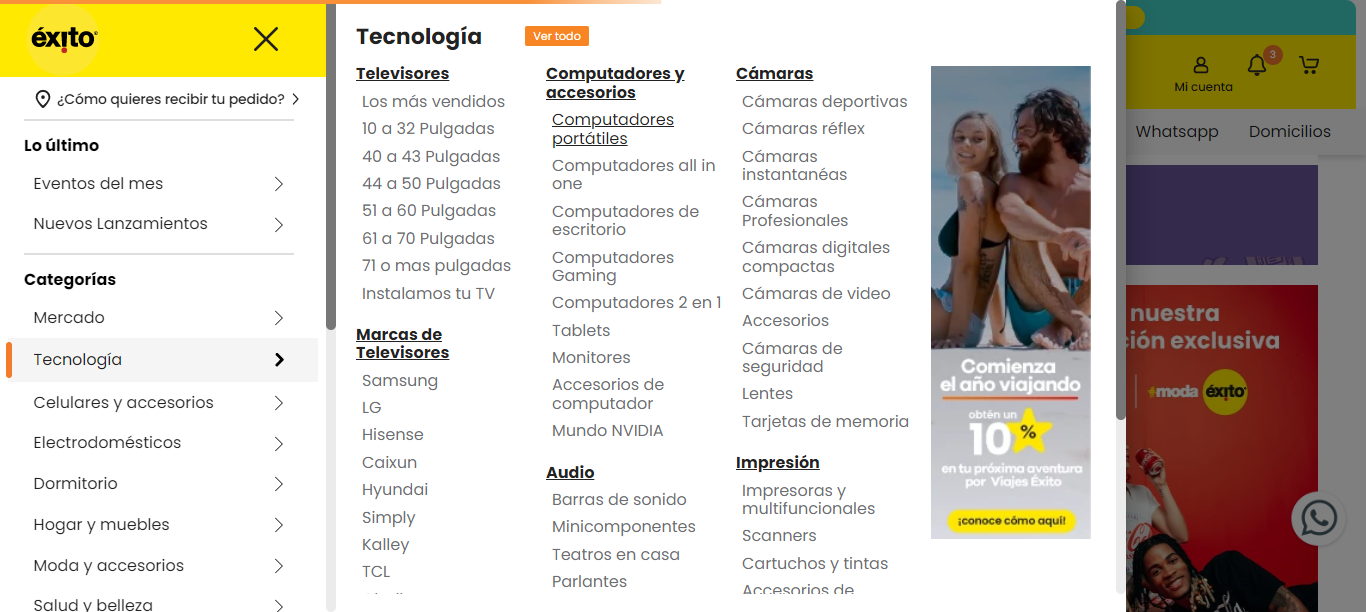 éxito
¿Cómo quieres recibir tu pedido?
Lo último
Eventos del mes
Nuevos Lanzamientos
Categorías
Mercado
Tecnología
Celulares y accesorios
Electrodomésticos
Dormitorio
Hogar y muebles
Moda y accesorios
Salud y belleza
Tecnología
Ver todo
Televisores
Los más vendidos
10 a 32 Pulgadas
40 a 43 Pulgadas
44 a 50 Pulgadas
51 a 60 Pulgadas
61 a 70 Pulgadas
71 o mas pulgadas
Instalamos tu TV
Marcas de
Televisores
Samsung
LG
Hisense
Caixun
Hyundai
Simply
Kalley
TCL
Computadores y
accesorios
Computadores
portátiles
Computadores all in
one
Computadores de
escritorio
Computadores
Gaming
Computadores 2 en 1
Tablets
Monitores
Accesorios de
computador
Mundo NVIDIA
Audio
Barras de sonido
Minicomponentes
Teatros en casa
Parlantes
Cámaras
Cámaras deportivas
Cámaras réflex
Cámaras
instantanéas
Cámaras
Profesionales
Cámaras digitales
compactas
Cámaras de video
Accesorios
Cámaras de
seguridad
Lentes
Tarjetas de memoria
Impresión
Impresoras y
multifuncionales
Scanners
Cartuchos y tintas
Accesorios de
Comienza
el año viajando
obtén un
10%
en tu próxima aventura
por Viajes Éxito
¡conoce cómo aquí!
3
Mi cuenta
Whatsapp
Domicilios
nuestra
ión exclusiva
moda
éxito